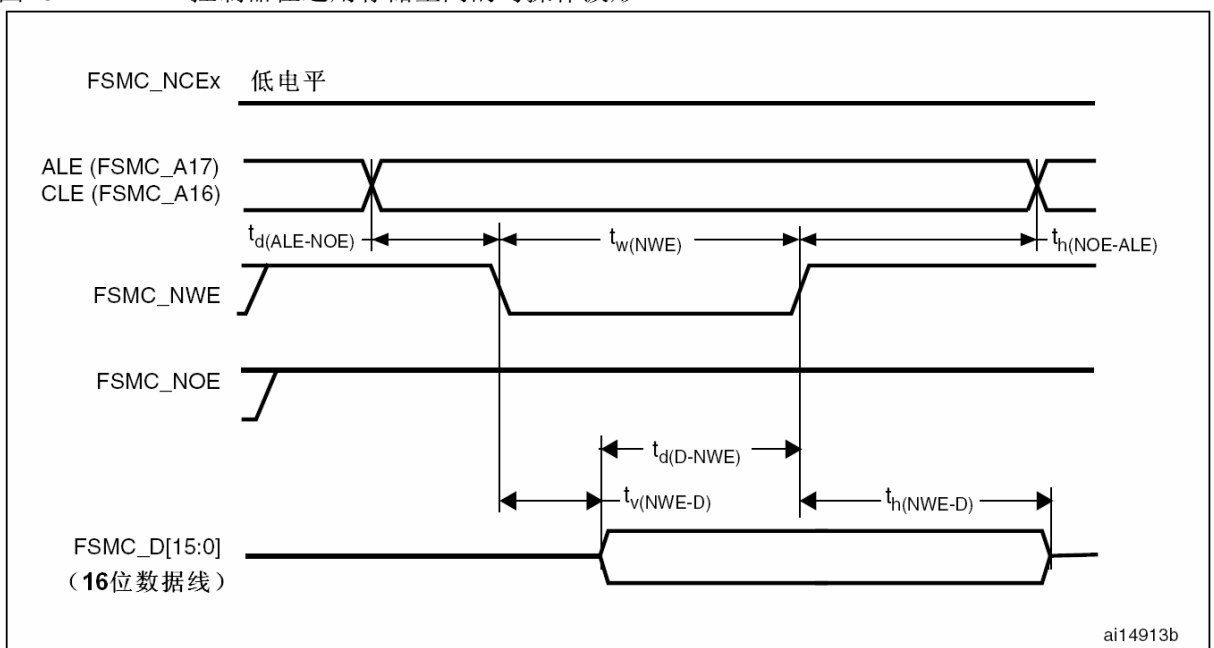 FSMC_NCEx 低电平
ALE (FSMC_A17)
CLE (FSMC_A16)
td(ALE-NOE) tw(NWE) th(NOE-ALE)
FSMC_NWE
FSMC_NOE
td(D-NWE)
tv(NWE-D) th(NWE-D)
FSMC_D[15:0]
（16位数据线）
ai14913b